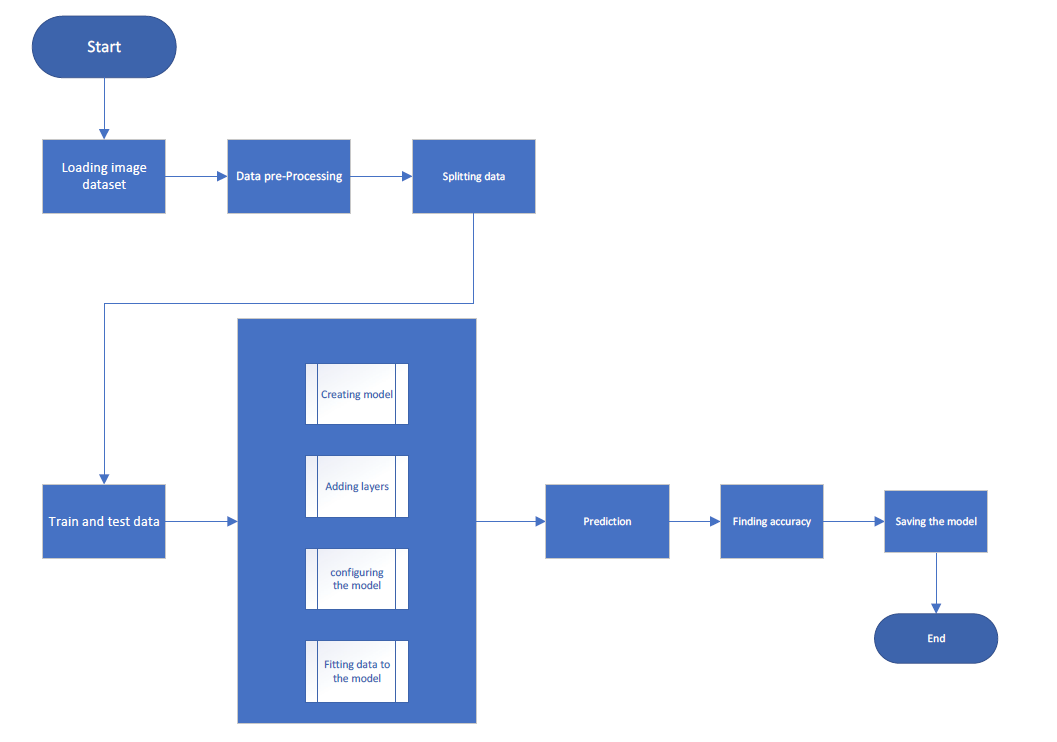 Start
Loading image
dataset
Data pre-Processing
Splitting data
Creating model
Adding layers
configuring
the model
Fitting data to
the model
Train and test data
Prediction
Finding accuracy
Saving the model
End